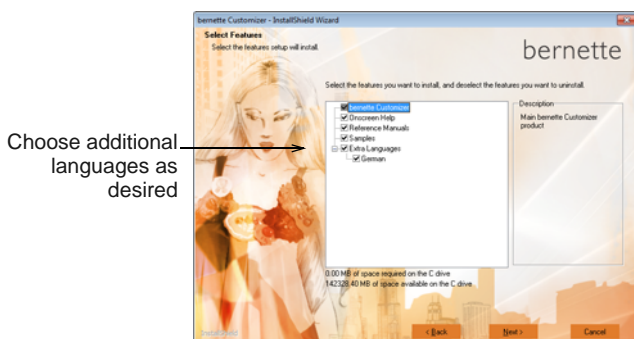 bernette Customizer - InstallShield Wizard
Select Features
Select the features setup will install.
bernette
Select the features you want to install, and deselect the features you want to uninstall.
bernette Customizer
Onscreen Help
Reference Manuals
Samples
Extra Languages
German
Description
Main bernette Customizer
product
Choose additional
languages as
desired
0.00 MB of space required on the C drive
142328.40 MB of space available on the C drive
InstallShield
< Back
Next >
Cancel